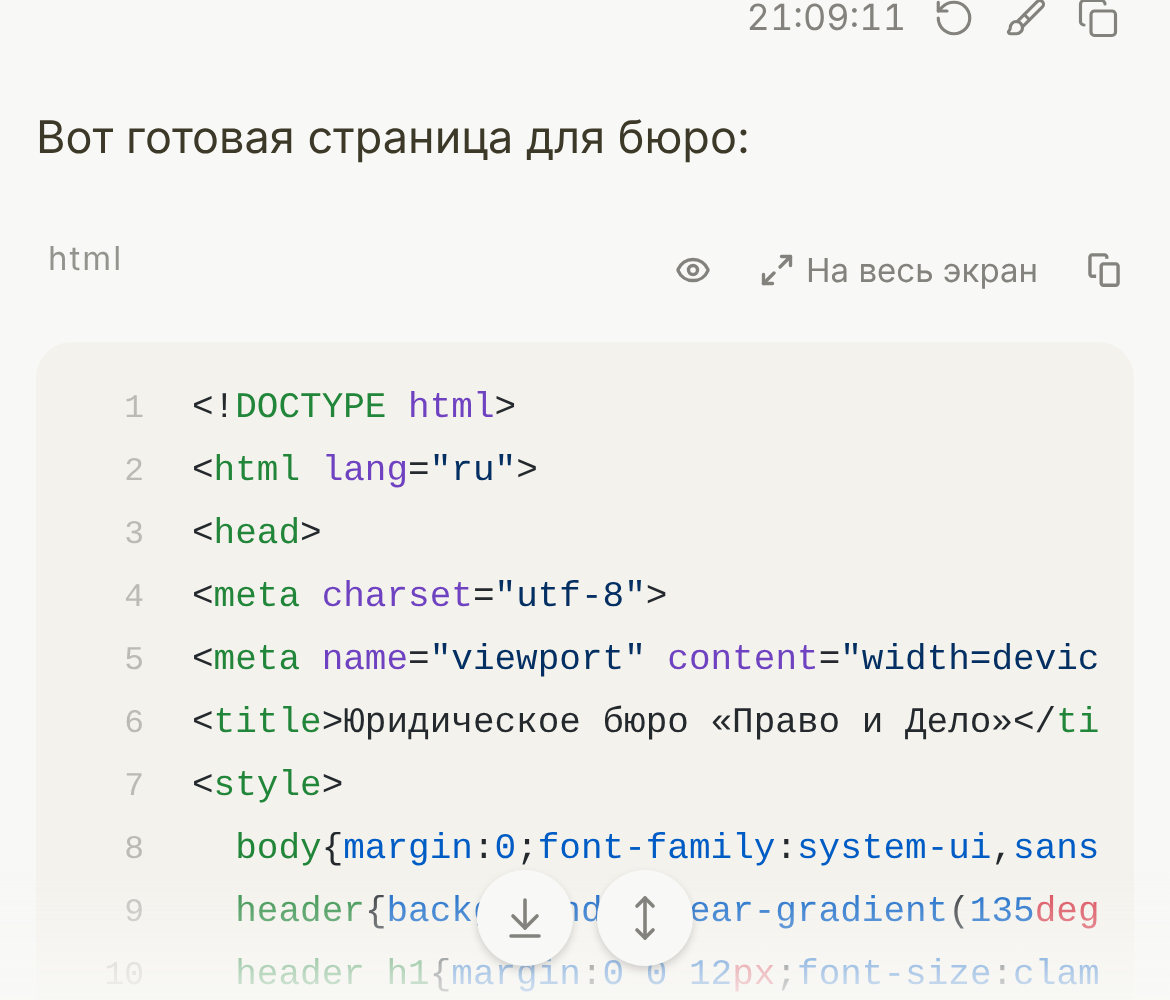 21:09:11
Вот готовая страница для бюро:
html
На весь экран
1 <!DOCTYPE html>
2 <html lang="ru">
3 <head>
4 <meta charset="utf-8">
5 <meta name="viewport" content="width=devic
6 <title>Юридическое бюро «Право и Дело»</ti
7 <style>
8 body{margin:0;font-family:system-ui,sans
9 header{back nd ear-gradient(135deg
10 header h1{margin:0 0 12px;font-size:clam